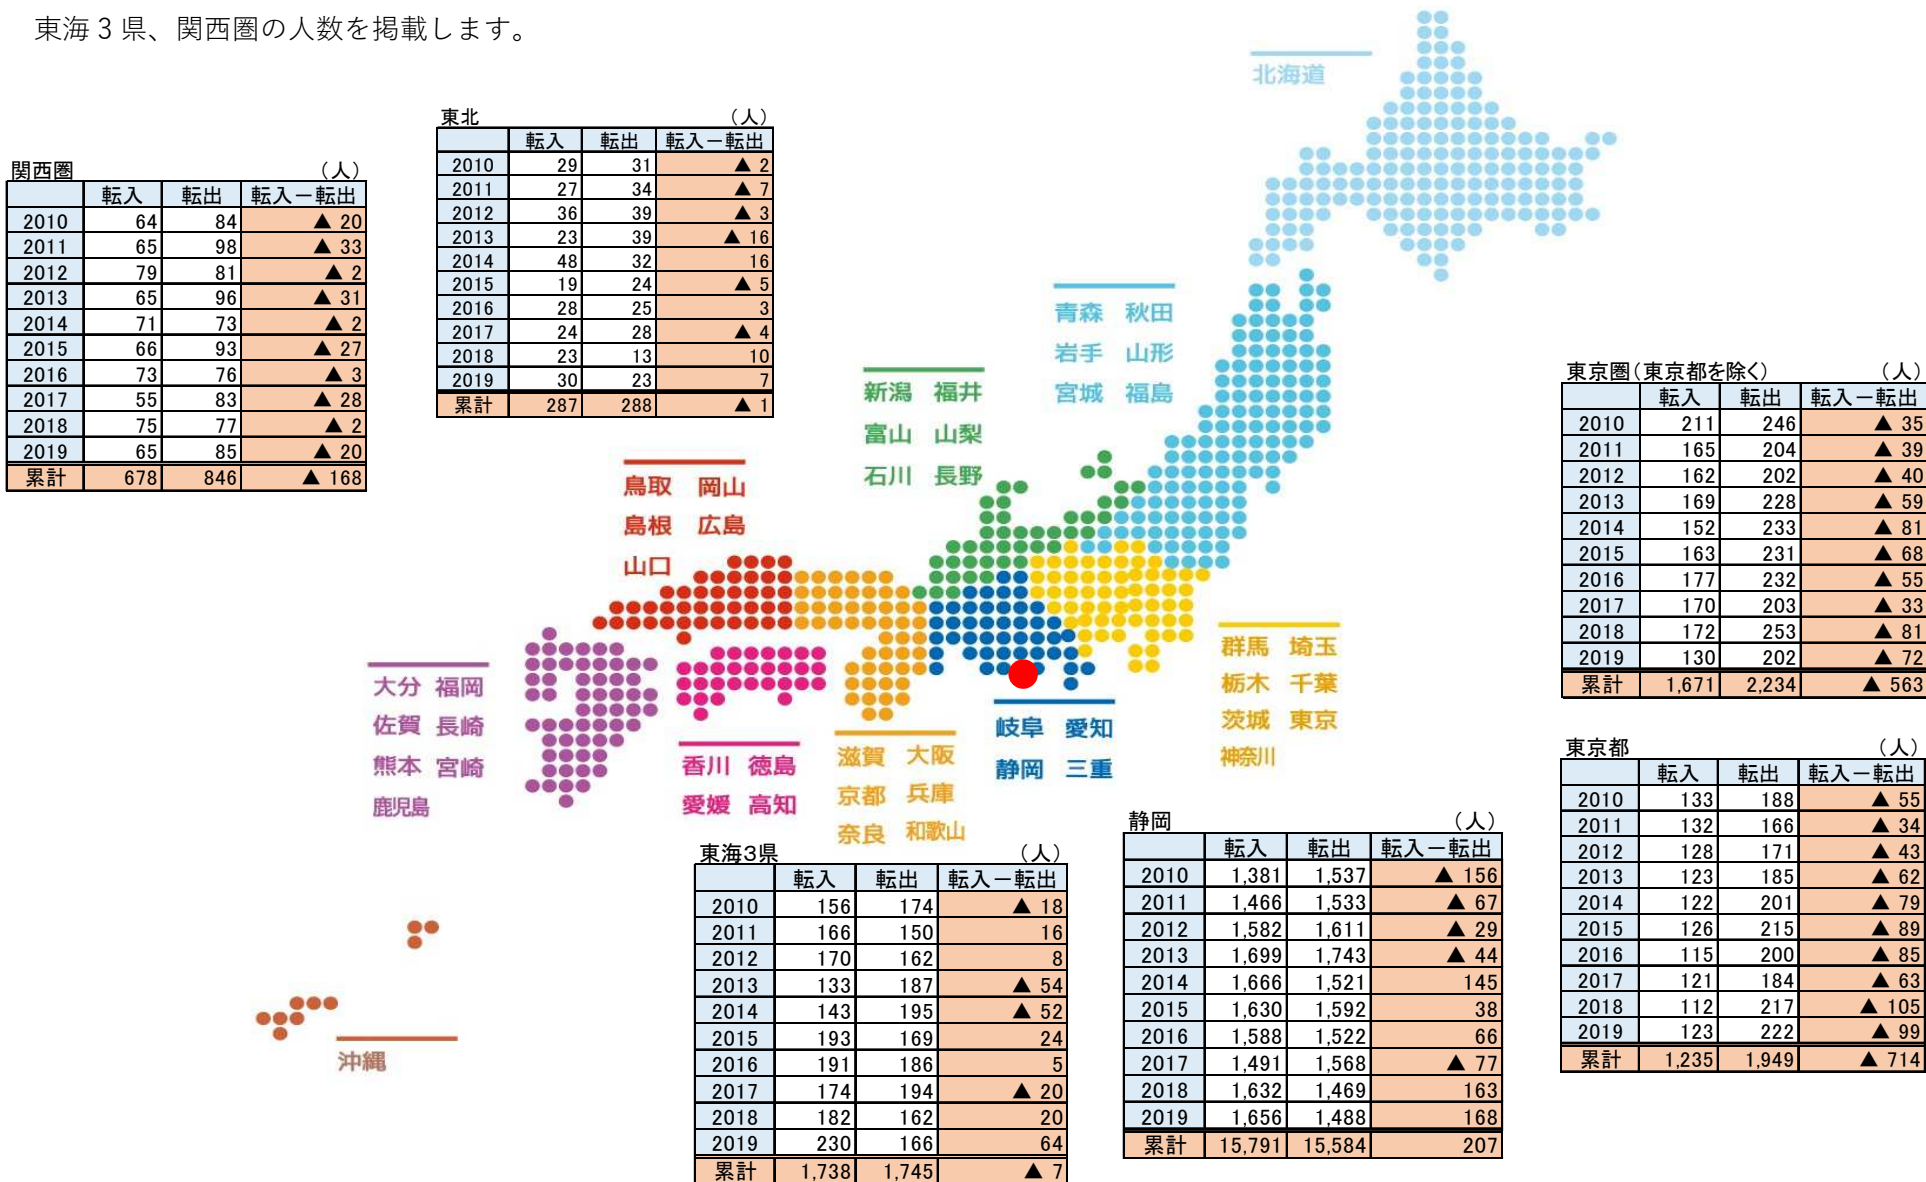 東海3県、関西圏の人数を掲載します。
北海道
東北 （人）
転入 転出 転入－転出
2010 29 31 ▲ 2
2011 27 34 ▲ 7
2012 36 39 ▲ 3
2013 23 39 ▲ 16
2014 48 32 16
2015 19 24 ▲ 5
2016 28 25 3
2017 24 28 ▲ 4
2018 23 13 10
2019 30 23 7
累計 287 288 ▲ 1
関西圏 （人）
転入 転出 転入－転出
2010 64 84 ▲ 20
2011 65 98 ▲ 33
2012 79 81 ▲ 2
2013 65 96 ▲ 31
2014 71 73 ▲ 2
2015 66 93 ▲ 27
2016 73 76 ▲ 3
2017 55 83 ▲ 28
2018 75 77 ▲ 2
2019 65 85 ▲ 20
累計 678 846 ▲ 168
青森 秋田
岩手 山形
宮城 福島
新潟 福井
富山 山梨
石川 長野
鳥取 岡山
島根 広島
山口
東京圏（東京都を除く） （人）
転入 転出 転入－転出
2010 211 246 ▲ 35
2011 165 204 ▲ 39
2012 162 202 ▲ 40
2013 169 228 ▲ 59
2014 152 233 ▲ 81
2015 163 231 ▲ 68
2016 177 232 ▲ 55
2017 170 203 ▲ 33
2018 172 253 ▲ 81
2019 130 202 ▲ 72
累計 1,671 2,234 ▲ 563
群馬 埼玉
栃木 千葉
茨城 東京
神奈川
大分 福岡
佐賀 長崎
熊本 宮崎
鹿児島
香川 徳島
愛媛 高知
滋賀 大阪
京都 兵庫
奈良 和歌山
岐阜 愛知
静岡 三重
東京都 （人）
転入 転出 転入－転出
2010 133 188 ▲ 55
2011 132 166 ▲ 34
2012 128 171 ▲ 43
2013 123 185 ▲ 62
2014 122 201 ▲ 79
2015 126 215 ▲ 89
2016 115 200 ▲ 85
2017 121 184 ▲ 63
2018 112 217 ▲ 105
2019 123 222 ▲ 99
累計 1,235 1,949 ▲ 714
静岡 （人）
転入 転出 転入－転出
2010 1,381 1,537 ▲ 156
2011 1,466 1,533 ▲ 67
2012 1,582 1,611 ▲ 29
2013 1,699 1,743 ▲ 44
2014 1,666 1,521 145
2015 1,630 1,592 38
2016 1,588 1,522 66
2017 1,491 1,568 ▲ 77
2018 1,632 1,469 163
2019 1,656 1,488 168
累計 15,791 15,584 207
東海3県 （人）
転入 転出 転入－転出
2010 156 174 ▲ 18
2011 166 150 16
2012 170 162 8
2013 133 187 ▲ 54
2014 143 195 ▲ 52
2015 193 169 24
2016 191 186 5
2017 174 194 ▲ 20
2018 182 162 20
2019 230 166 64
累計 1,738 1,745 ▲ 7
沖縄